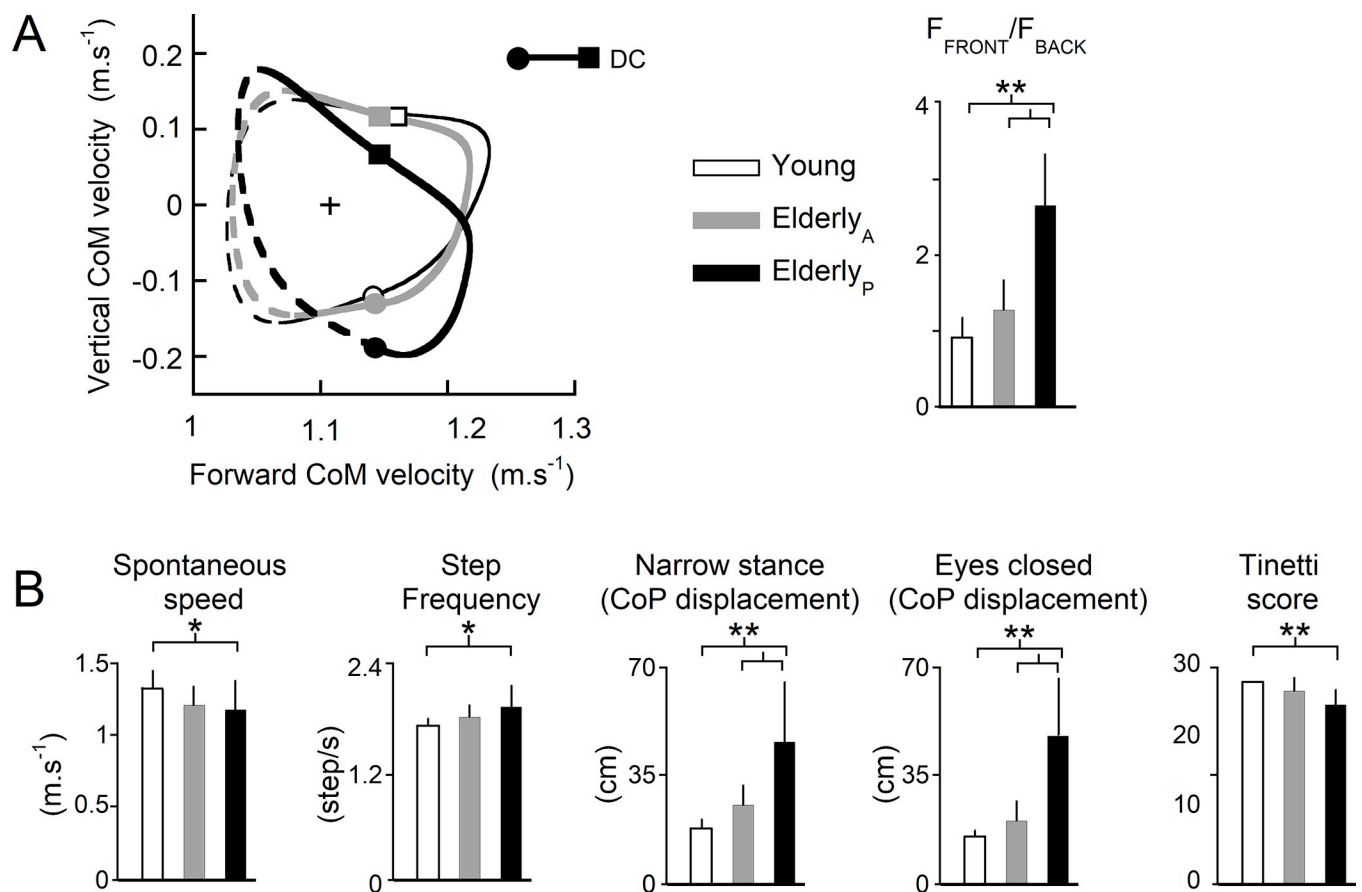 A
Vertical CoM velocity (m.s-1)
0.2
0.1
0
-0.1
-0.2
1
1.1
1.2
1.3
Forward CoM velocity (m.s-1)
DC
Young
ElderlyA
ElderlyP
FFRONT/FBACK
**
4
2
0
B
Spontaneous
speed
*
(m.s-1)
1.5
1
0.5
0
Step
Frequency
*
(step/s)
2.4
1.2
0
Narrow stance
(CoP displacement)
**
(cm)
70
35
0
Eyes closed
(CoP displacement)
**
(cm)
70
35
0
Tinetti
score
**
30
20
10
0